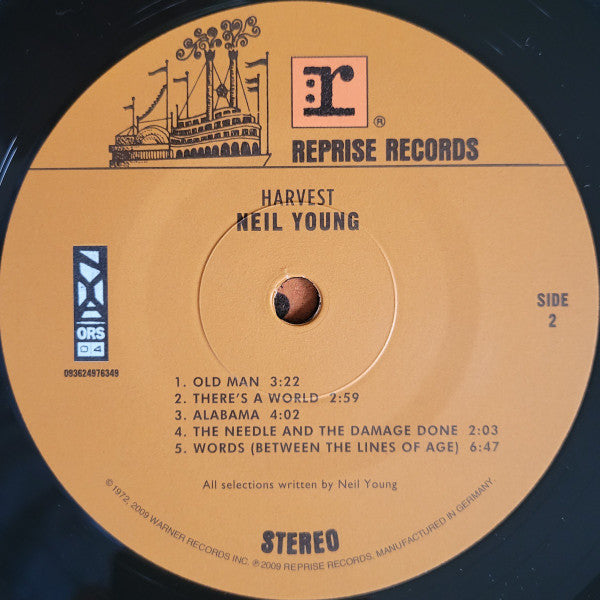 r
®
REPRISE RECORDS
HARVEST
NEIL YOUNG
NYA
ORS
04
093624976349
SIDE
2
1. OLD MAN 3:22
2. THERE'S A WORLD 2:59
3. ALABAMA 4:02
4. THE NEEDLE AND THE DAMAGE DONE 2:03
5. WORDS (BETWEEN THE LINES OF AGE) 6:47
All selections written by Neil Young
STEREO
© 1972, 2009 WARNER RECORDS INC. ℗ 2009 REPRISE RECORDS. MANUFACTURED IN GERMANY.